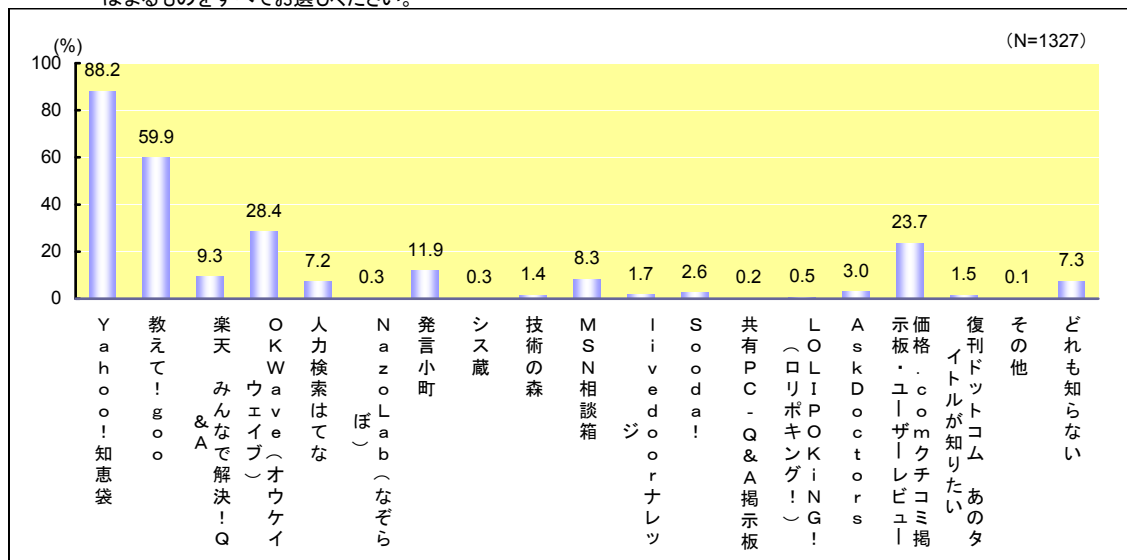 はまるものをすべてお選びください。
(%)
(N=1327)
100
80
60
40
20
0
88.2
59.9
9.3
28.4
7.2
0.3
11.9
0.3
1.4
8.3
1.7
2.6
0.2
0.5
3.0
23.7
1.5
0.1
7.3
Yahoo!知恵袋
教えて!goo
楽天 みんなで解決!Q
&A
OKWave(オウケイ
ウェイブ)
人力検索はてな
NazoLab(なぞら
ぼ)
発言小町
シス蔵
技術の森
MSN相談箱
livedoorナレッ
ジ
Sooda!
共有PC-Q&A掲示板
LOLIPOKiNG!
(ロリポキング!)
AskDoctors
価格.comクチコミ掲
示板・ユーザーレビュー
復刊ドットコム あのタ
イトルが知りたい
その他
どれも知らない